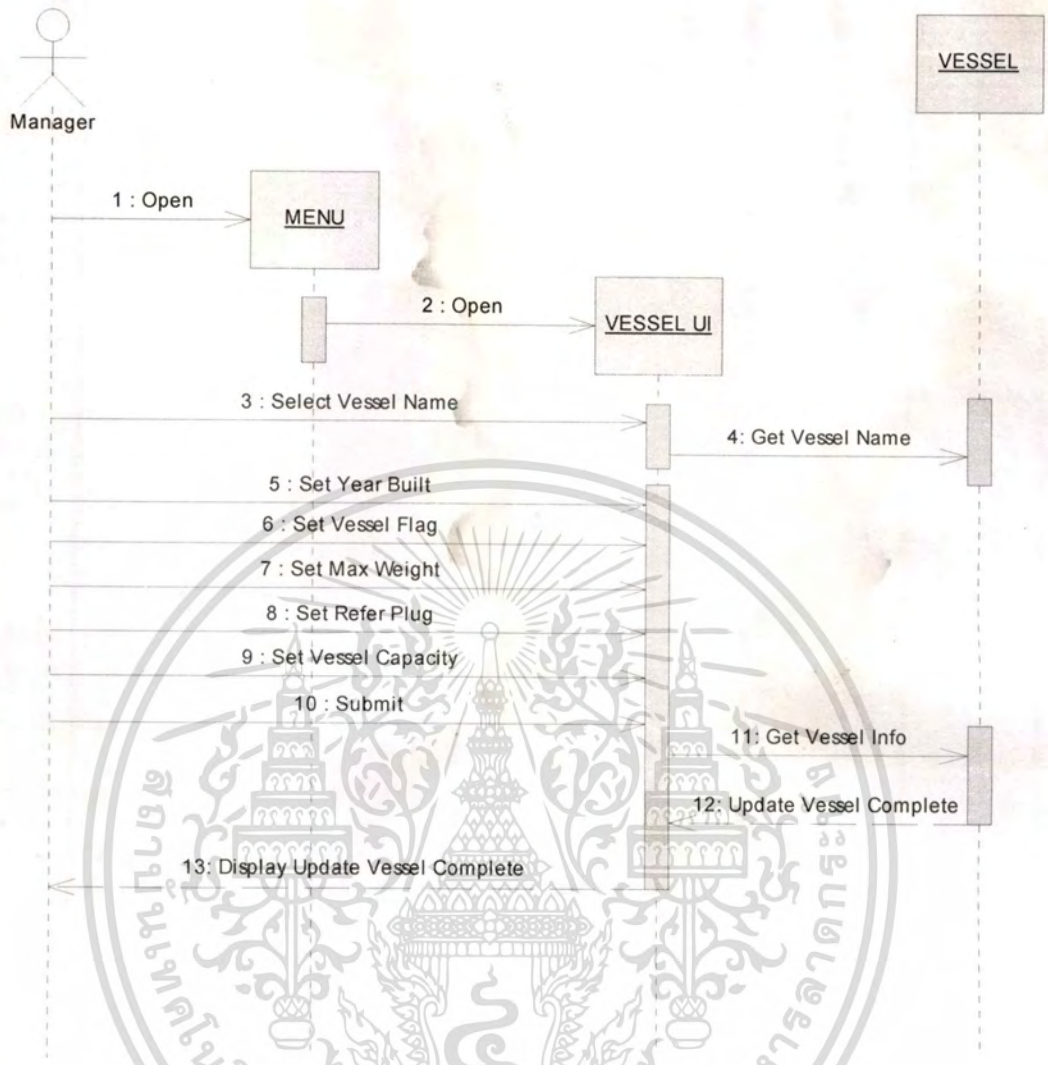 VESSEL
Manager
1 : Open
MENU
2 : Open
VESSEL UI
3 : Select Vessel Name
4: Get Vessel Name
5 : Set Year Built
6 : Set Vessel Flag
7 : Set Max Weight
8 : Set Refer Plug
9 : Set Vessel Capacity
10 : Submit
11: Get Vessel Info
12: Update Vessel Complete
13: Display Update Vessel Complete